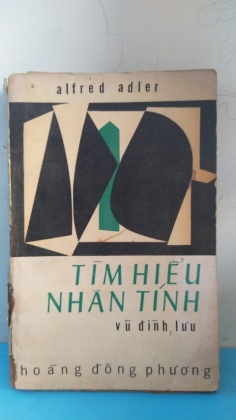 alfred adler
TÌM HIỂU
NHÂN TÍNH
vũ đình lưu
hoàng đông phương